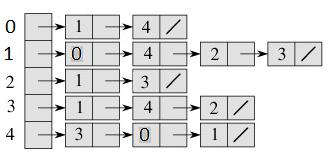 0 1 4 /
1 0 4 2 3 /
2 1 3 /
3 1 4 2 /
4 3 0 1 /